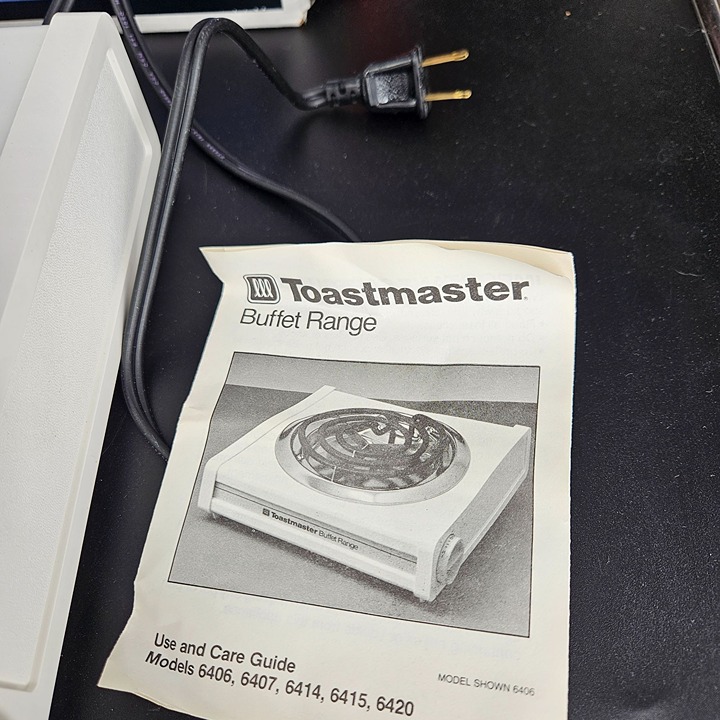 Toastmaster
Buffet Range
Toastmaster Buffet Range
Use and Care Guide
Models 6406, 6407, 6414, 6415, 6420
MODEL SHOWN 6406